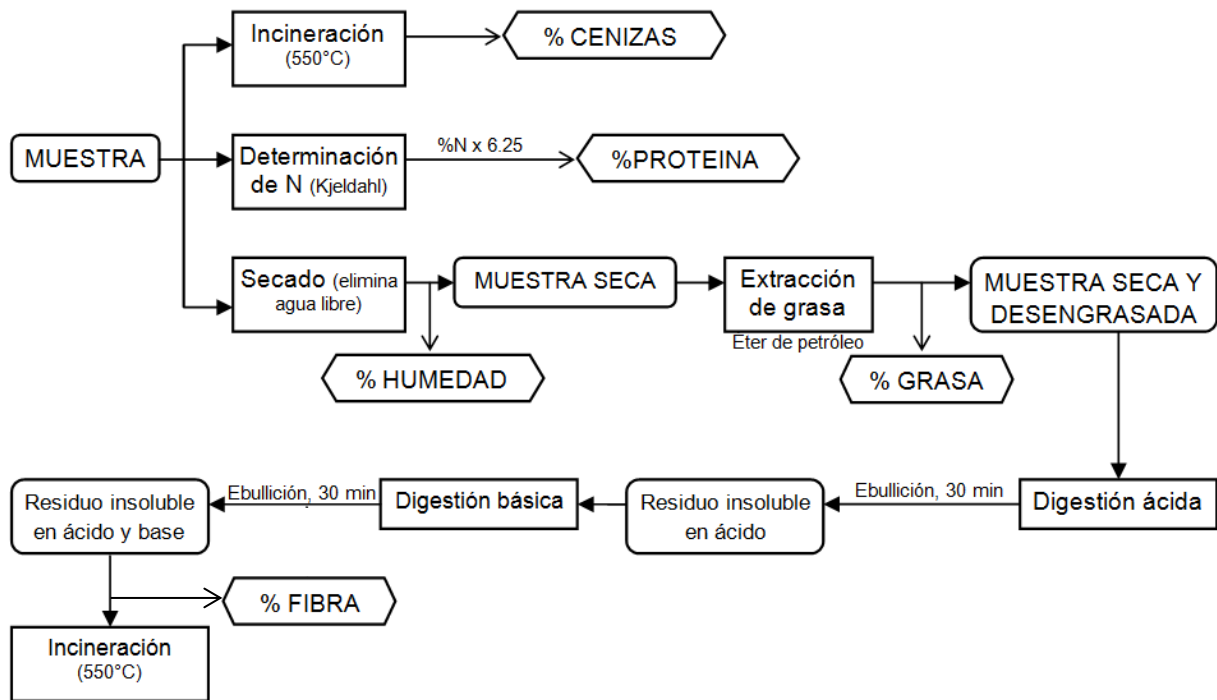 Incineración
(550°C)
% CENIZAS
MUESTRA
Determinación
de N (Kjeldahl)
%N x 6.25
%PROTEINA
Secado (elimina
agua libre)
MUESTRA SECA
Extracción
de grasa
Eter de petróleo
MUESTRA SECA Y
DESENGRASADA
% HUMEDAD
% GRASA
Digestión ácida
Ebullición, 30 min
Residuo insoluble
en ácido
Digestión básica
Ebullición, 30 min
Residuo insoluble
en ácido y base
% FIBRA
Incineración
(550°C)